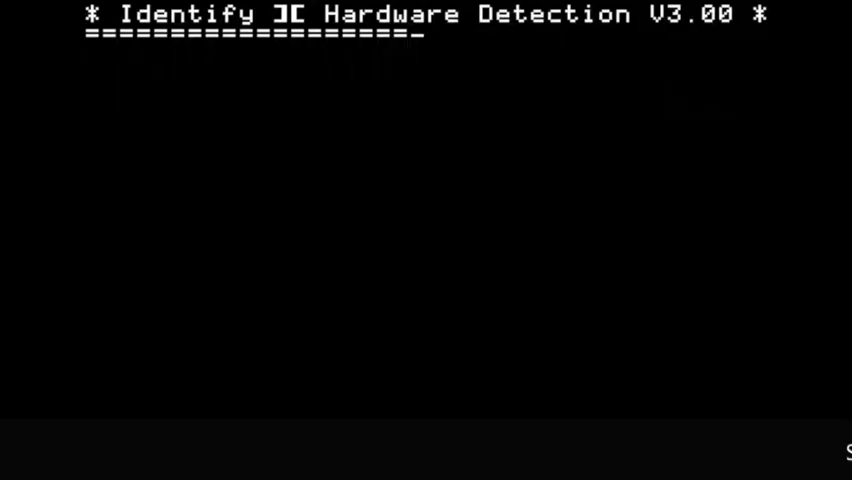 * Identify ][ Hardware Detection V3.00 *
===================-